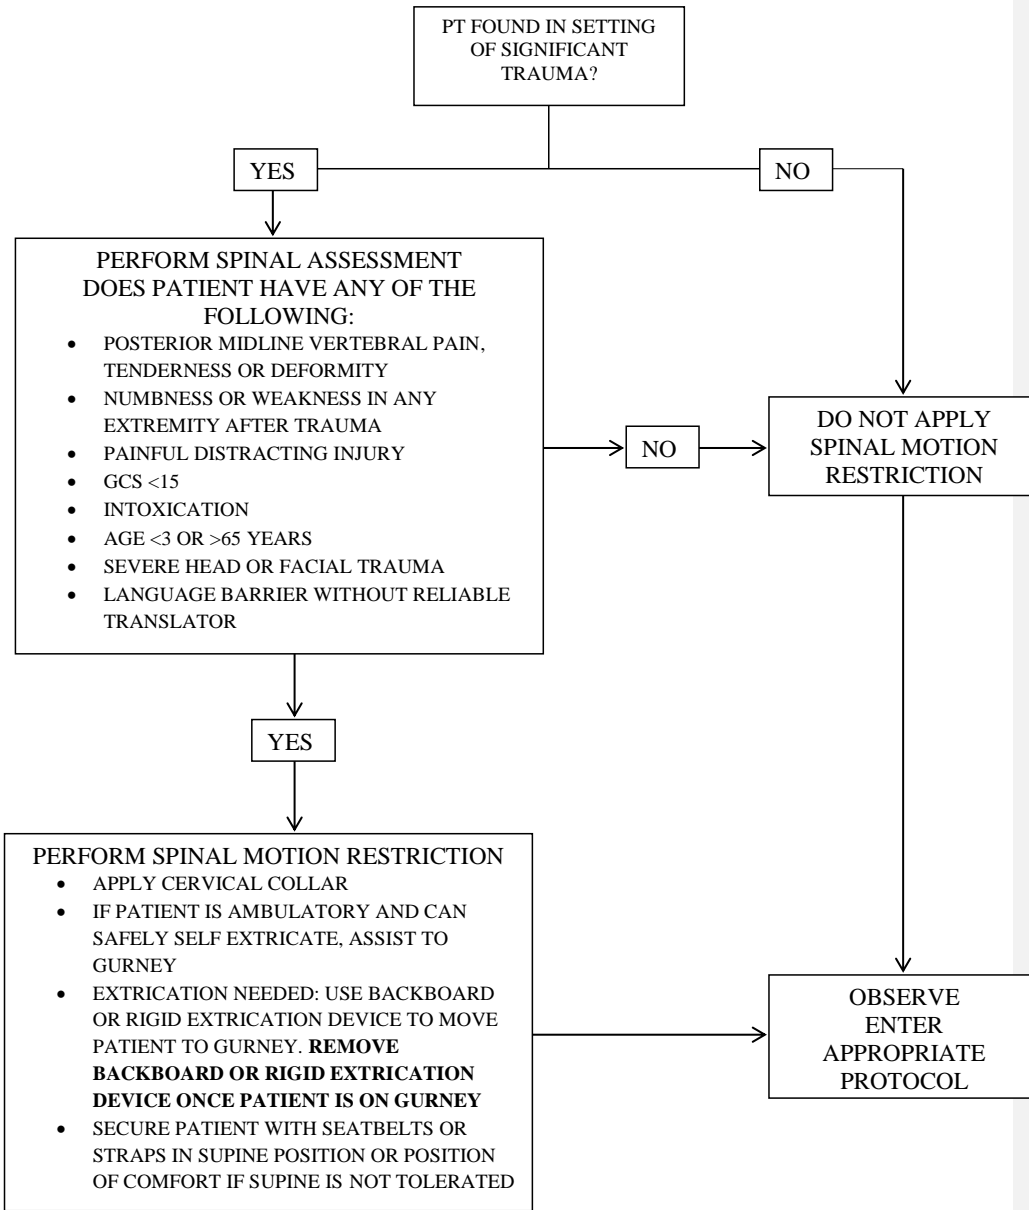 PT FOUND IN SETTING
OF SIGNIFICANT
TRAUMA?
YES
NO
PERFORM SPINAL ASSESSMENT
DOES PATIENT HAVE ANY OF THE
FOLLOWING:
• POSTERIOR MIDLINE VERTEBRAL PAIN,
TENDERNESS OR DEFORMITY
• NUMBNESS OR WEAKNESS IN ANY
EXTREMITY AFTER TRAUMA
• PAINFUL DISTRACTING INJURY
• GCS <15
• INTOXICATION
• AGE <3 OR >65 YEARS
• SEVERE HEAD OR FACIAL TRAUMA
• LANGUAGE BARRIER WITHOUT RELIABLE
TRANSLATOR
NO
DO NOT APPLY
SPINAL MOTION
RESTRICTION
YES
PERFORM SPINAL MOTION RESTRICTION
• APPLY CERVICAL COLLAR
• IF PATIENT IS AMBULATORY AND CAN
SAFELY SELF EXTRICATE, ASSIST TO
GURNEY
• EXTRICATION NEEDED: USE BACKBOARD
OR RIGID EXTRICATION DEVICE TO MOVE
PATIENT TO GURNEY. REMOVE
BACKBOARD OR RIGID EXTRICATION
DEVICE ONCE PATIENT IS ON GURNEY
• SECURE PATIENT WITH SEATBELTS OR
STRAPS IN SUPINE POSITION OR POSITION
OF COMFORT IF SUPINE IS NOT TOLERATED
OBSERVE
ENTER
APPROPRIATE
PROTOCOL